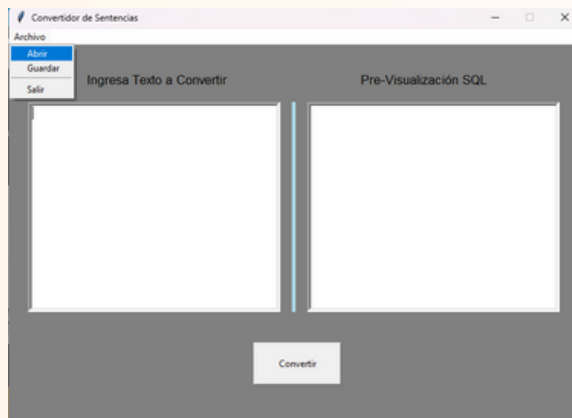 Convertidor de Sentencias
Archivo
Abrir
Guardar
Salir
Ingresa Texto a Convertir
Pre-Visualización SQL
Convertir